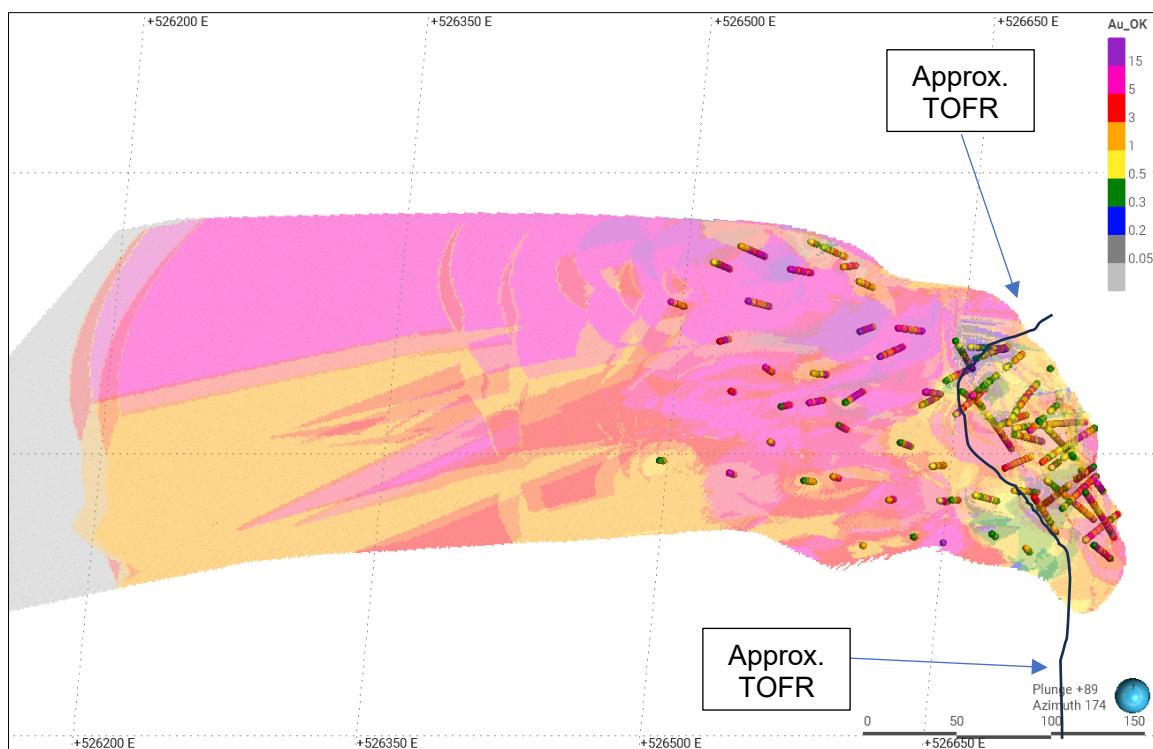 +526200 E
+526350 E
+526500 E
+526650 E
Au_OK
15
5
3
1
0.5
0.3
0.2
0.05
Approx.
TOFR
Approx.
TOFR
Plunge +89
Azimuth 174
0
50
100
150
+526200 E
+526350 E
+526500 E
+526650 E